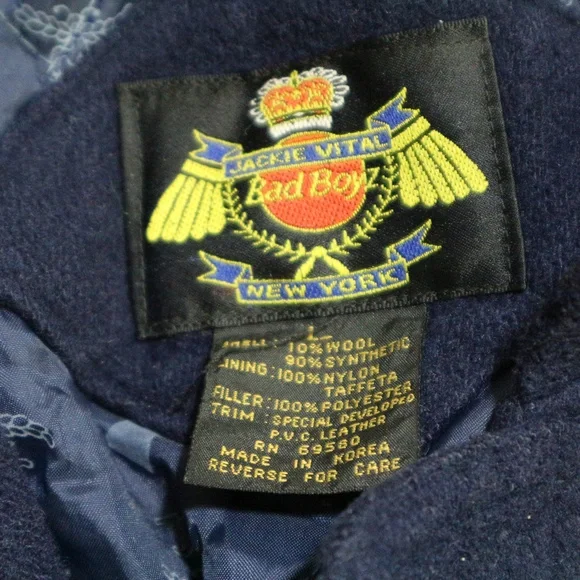 JACKIE VITAL
Bad Boyz
NEW YORK
L
SHELL: 10% WOOL
90% SYNTHETIC
LINING: 100% NYLON
TAFFETA
FILLER: 100% POLYESTER
TRIM: SPECIAL DEVELOPED
P.V.C. LEATHER
RN 69580
MADE IN KOREA
REVERSE FOR CARE